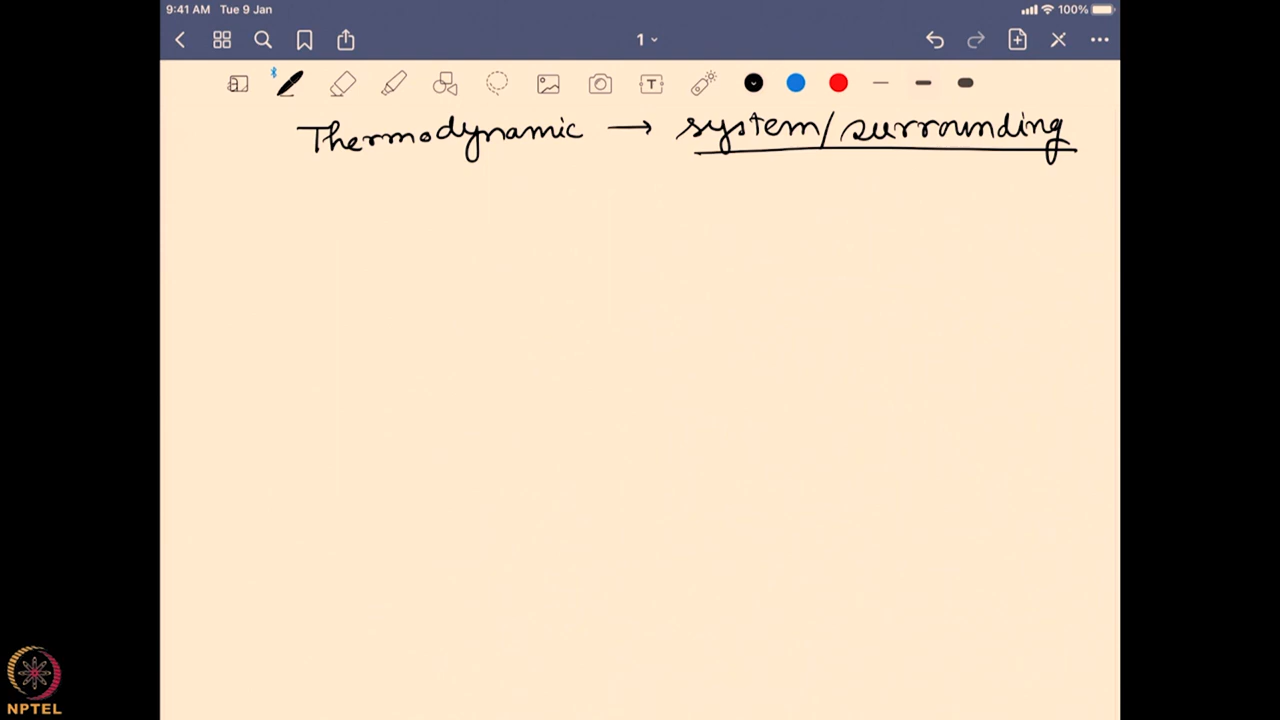 9:41 AM Tue 9 Jan 100%
1
T
Thermodynamic → system/surrounding
NPTEL